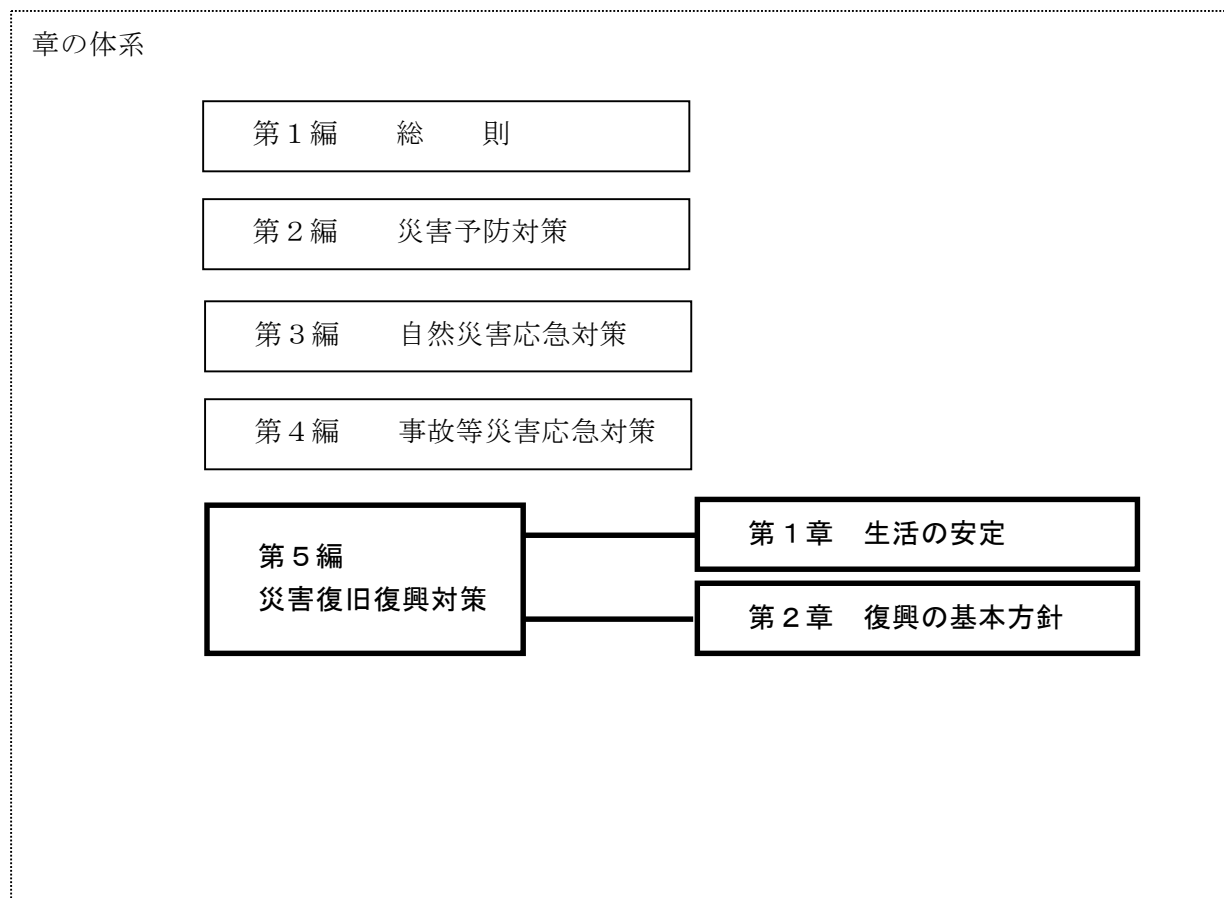 章の体系
第１編　　総　　則
第２編　　災害予防対策
第３編　　自然災害応急対策
第４編　　事故等災害応急対策
第５編
災害復旧復興対策
第１章　生活の安定
第２章　復興の基本方針